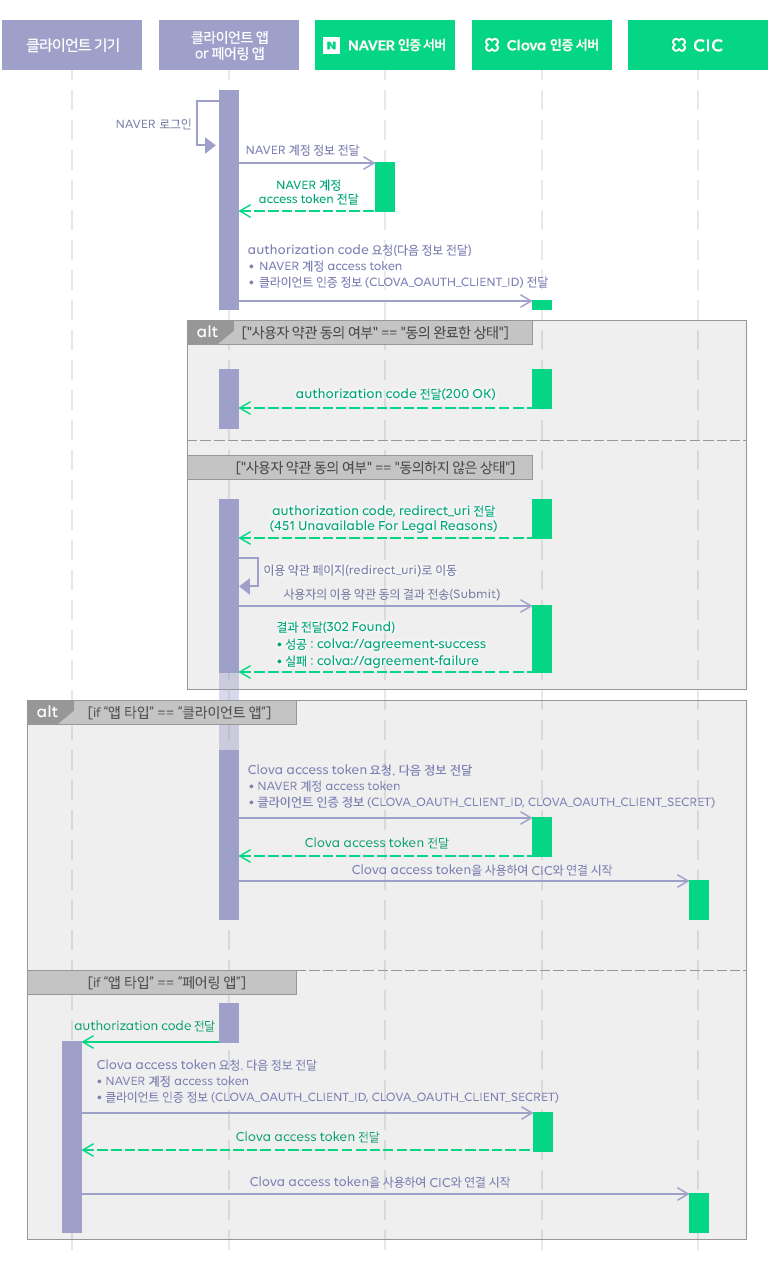 클라이언트 기기
클라이언트 앱
or 페어링 앱
N NAVER 인증 서버
Clova 인증 서버
CIC
NAVER 로그인
NAVER 계정 정보 전달
NAVER 계정
access token 전달
authorization code 요청(다음 정보 전달)
• NAVER 계정 access token
• 클라이언트 인증 정보 (CLOVA_OAUTH_CLIENT_ID) 전달
alt
["사용자 약관 동의 여부" == "동의 완료한 상태"]
authorization code 전달(200 OK)
["사용자 약관 동의 여부" == "동의하지 않은 상태"]
authorization code, redirect_uri 전달
(451 Unavailable For Legal Reasons)
이용 약관 페이지(redirect_uri)로 이동
사용자의 이용 약관 동의 결과 전송(Submit)
결과 전달(302 Found)
• 성공 : colva://agreement-success
• 실패 : colva://agreement-failure
alt
[if “앱 타입” == “클라이언트 앱”]
Clova access token 요청, 다음 정보 전달
• NAVER 계정 access token
• 클라이언트 인증 정보 (CLOVA_OAUTH_CLIENT_ID, CLOVA_OAUTH_CLIENT_SECRET)
Clova access token 전달
Clova access token을 사용하여 CIC와 연결 시작
[if “앱 타입” == “페어링 앱”]
authorization code 전달
Clova access token 요청, 다음 정보 전달
• NAVER 계정 access token
• 클라이언트 인증 정보 (CLOVA_OAUTH_CLIENT_ID, CLOVA_OAUTH_CLIENT_SECRET)
Clova access token 전달
Clova access token을 사용하여 CIC와 연결 시작